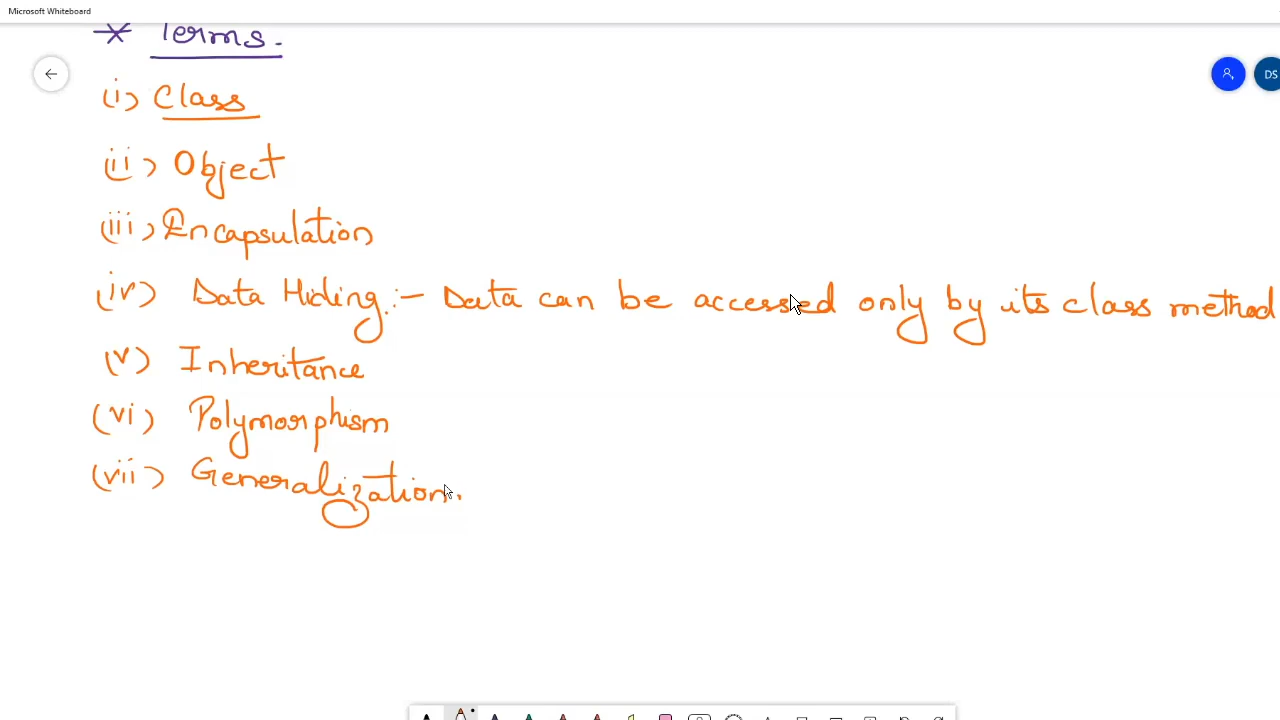 Microsoft Whiteboard
* Terms.
DS
(i) Class
(ii) Object
(iii) Encapsulation
(iv) Data Hiding :- Data can be accessed only by its class method
(v) Inheritance
(vi) Polymorphism
(vii) Generalization.